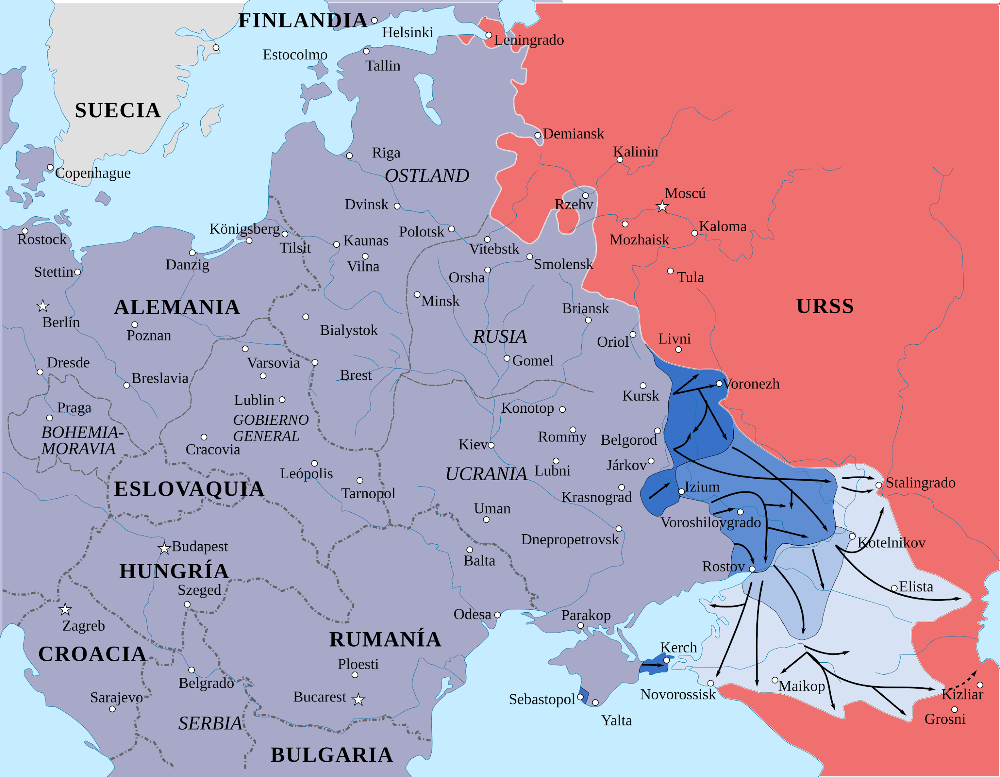 FINLANDIA
Helsinki
Leningrado
Estocolmo
Tallin
SUECIA
Demiansk
Kalinin
Riga
Copenhague
OSTLAND
Moscú
Dvinsk
Rzehv
Kaloma
Königsberg
Polotsk
Rostock
Tilsit
Kaunas
Mozhaisk
Vitebstk
Danzig
Vilna
Smolensk
Stettin
Orsha
Tula
ALEMANIA
Minsk
Briansk
URSS
Berlín
Poznan
Bialystok
RUSIA
Oriol
Livni
Dresde
Varsovia
Gomel
Breslavia
Brest
Voronezh
Kursk
Lublin
Praga
Konotop
GOBIERNO
GENERAL
BOHEMIA-
MORAVIA
Rommy
Belgorod
Cracovia
Kiev
Járkov
Leópolis
UCRANIA
Lubni
Stalingrado
ESLOVAQUIA
Tarnopol
Izium
Krasnograd
Uman
Voroshilovgrado
Budapest
Dnepropetrovsk
Kotelnikov
HUNGRÍA
Balta
Rostov
Szeged
Elista
Zagreb
Odesa
Parakop
RUMANÍA
CROACIA
Kerch
Ploesti
Belgrado
Maikop
Sarajevo
Bucarest
Sebastopol
Novorossisk
Kizliar
SERBIA
Yalta
Grosni
BULGARIA